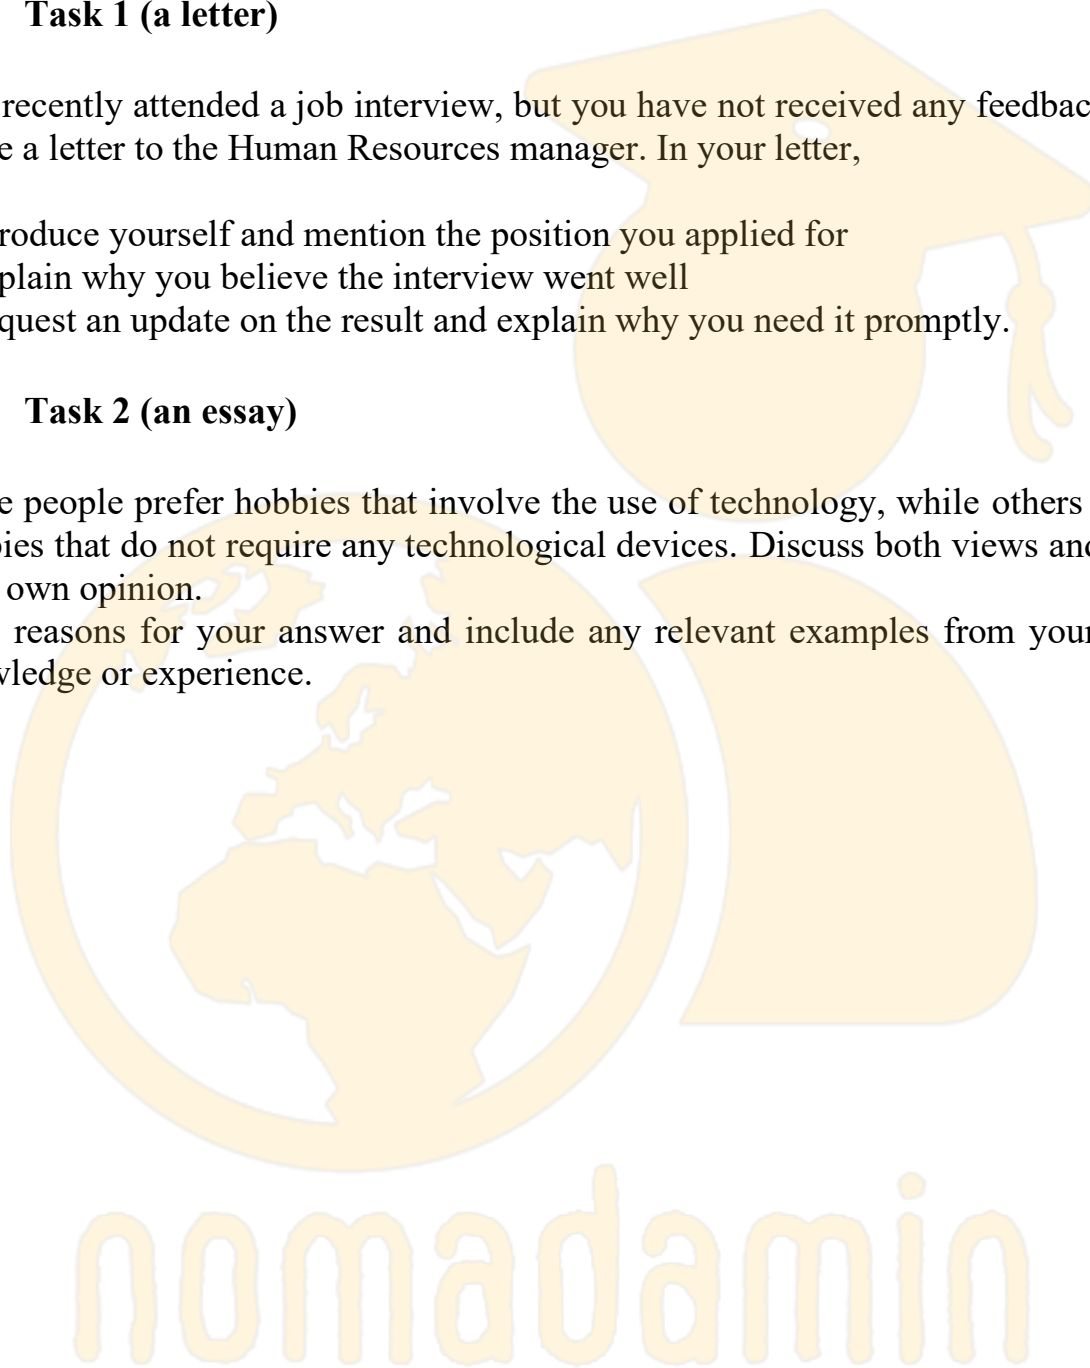 Task 1 (a letter)
recently attended a job interview, but you have not received any feedbac
e a letter to the Human Resources manager. In your letter,
roduce yourself and mention the position you applied for
plain why you believe the interview went well
quest an update on the result and explain why you need it promptly.
Task 2 (an essay)
e people prefer hobbies that involve the use of technology, while others
bies that do not require any technological devices. Discuss both views and
own opinion.
reasons for your answer and include any relevant examples from your
wledge or experience.
nomadamin